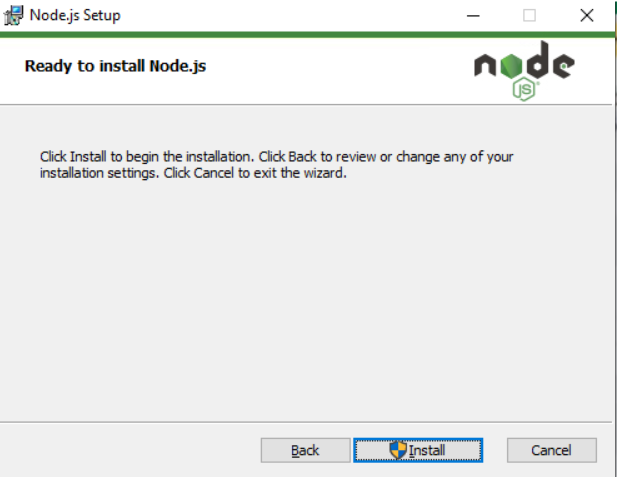 Node.js Setup
Ready to install Node.js
node
JS
Click Install to begin the installation. Click Back to review or change any of your
installation settings. Click Cancel to exit the wizard.
Back
Install
Cancel